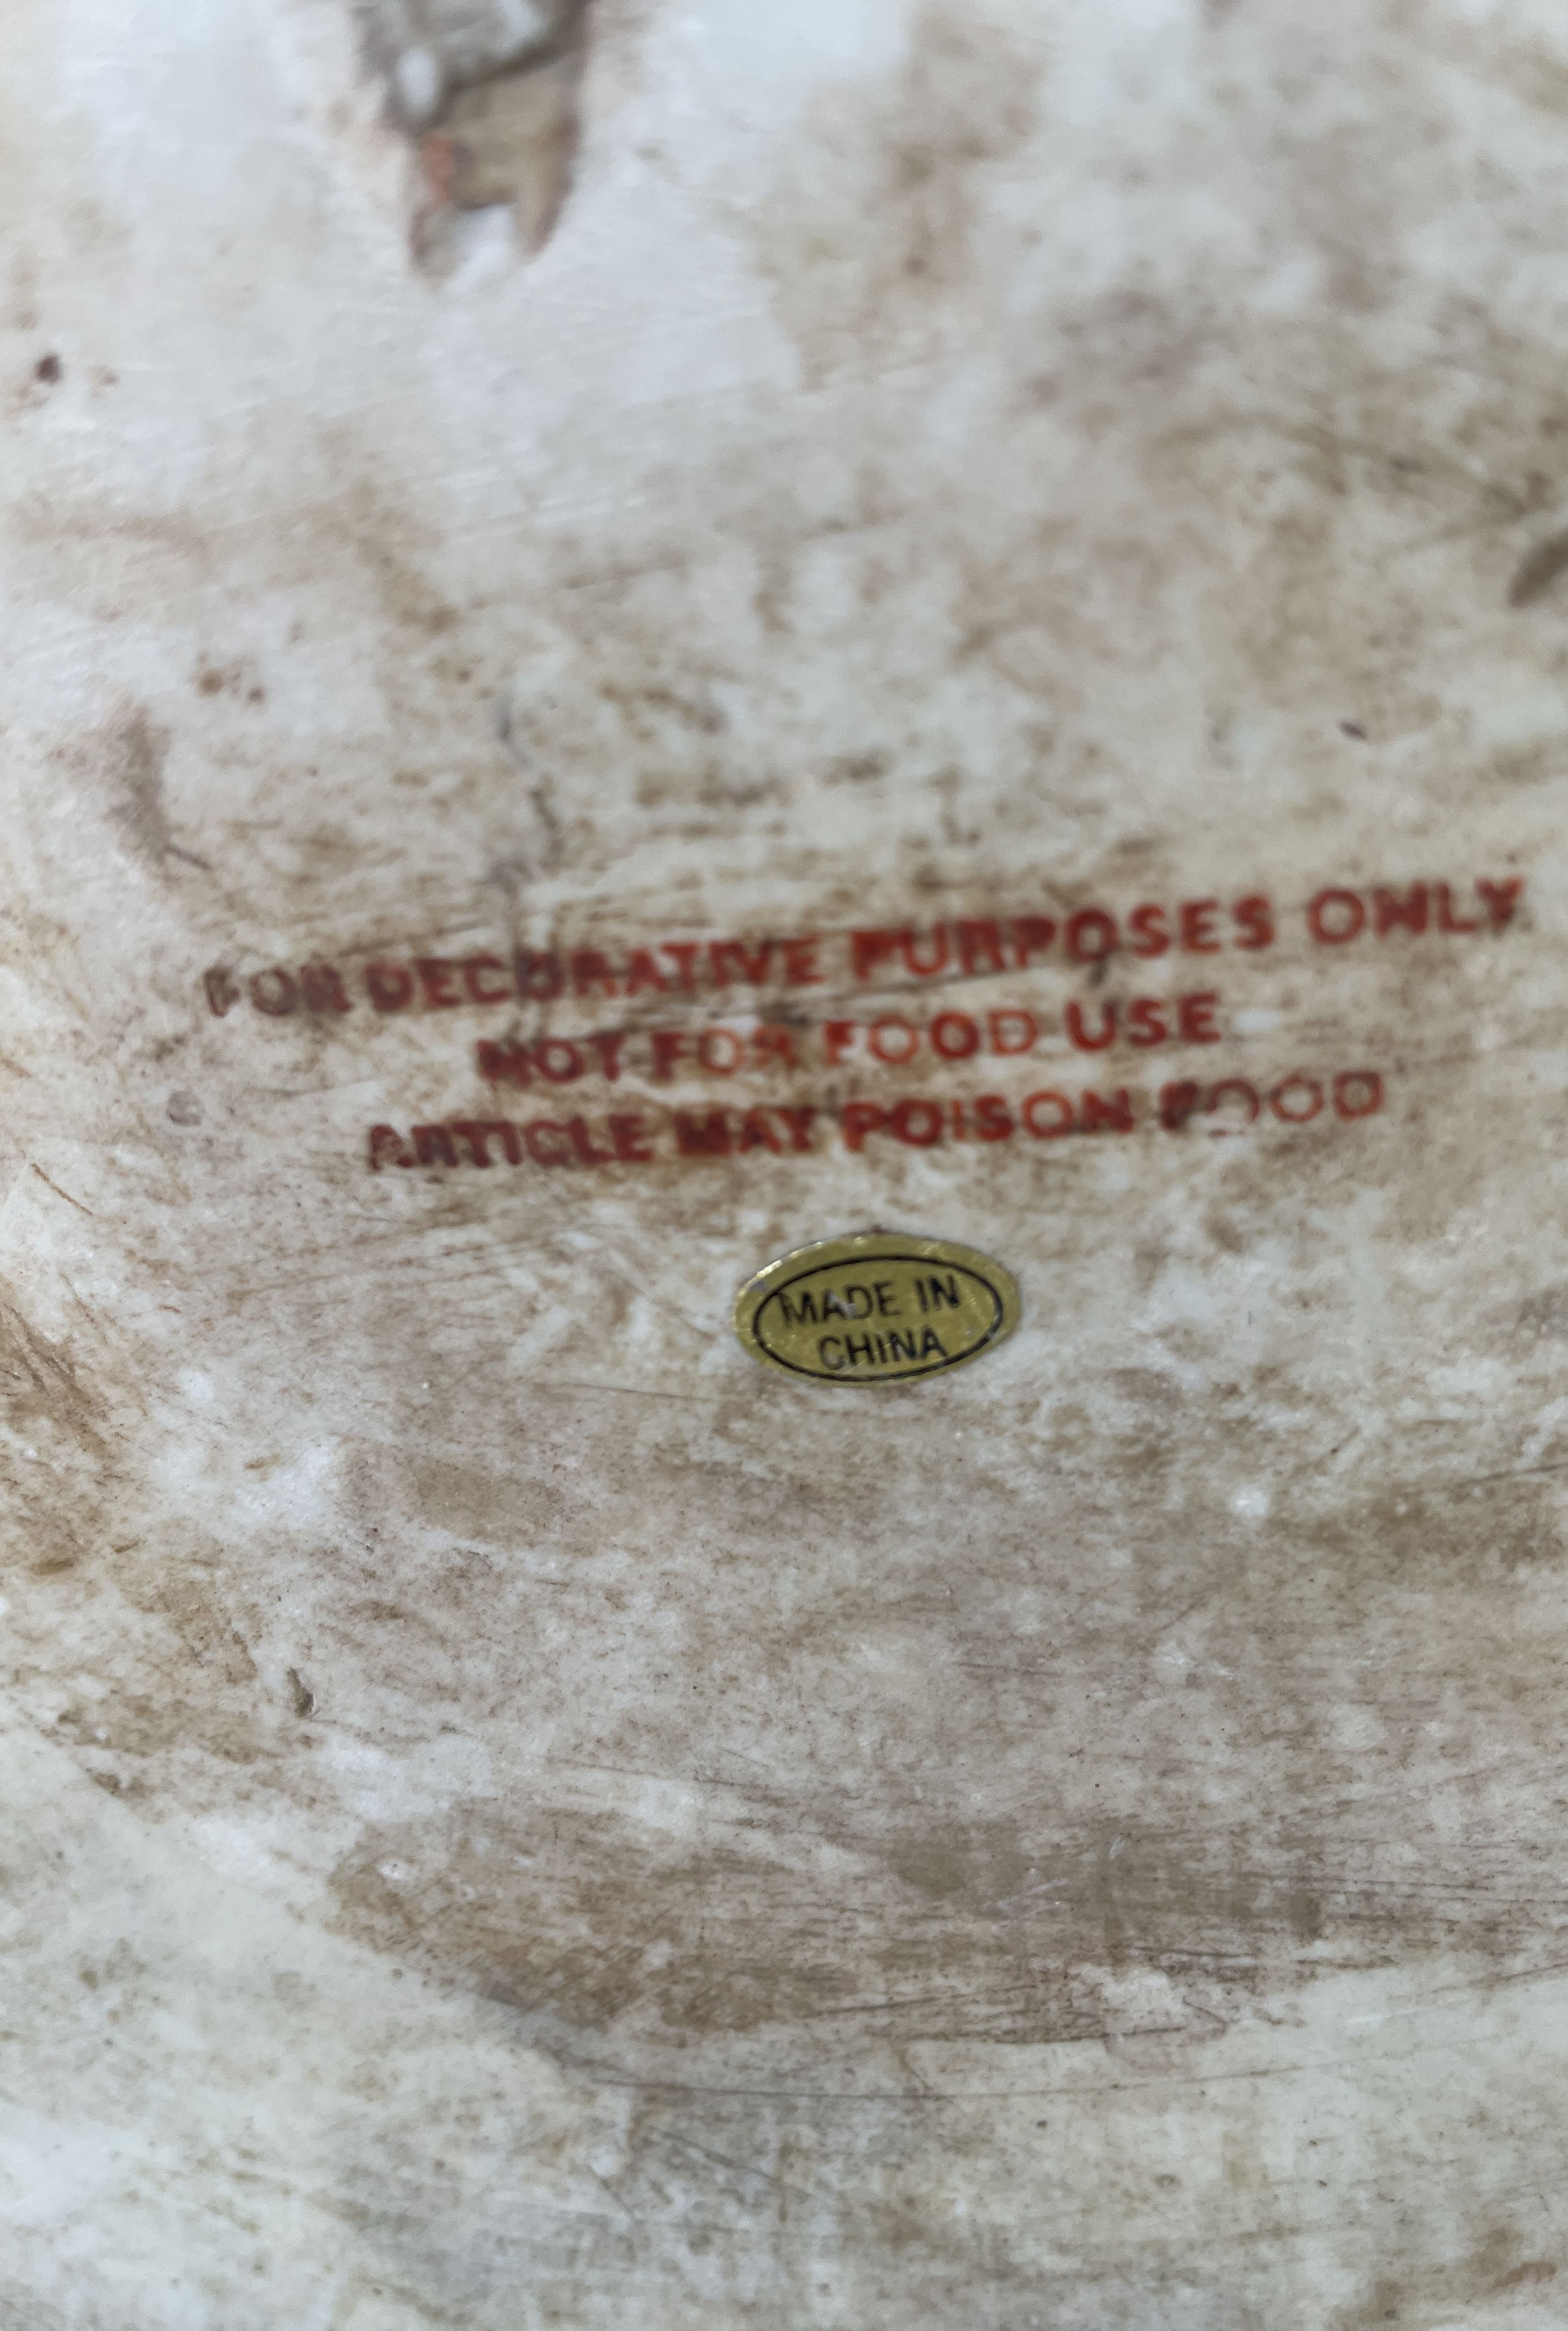 FOR DECORATIVE PURPOSES ONLY
NOT FOR FOOD USE
ARTICLE MAY POISON FOOD
MADE IN
CHINA